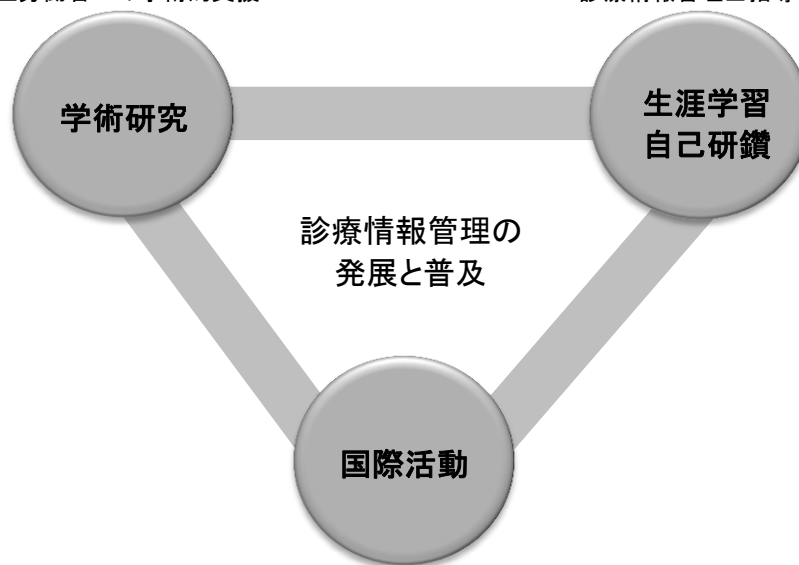 学術研究
生涯学習
自己研鑽
診療情報管理の
発展と普及
国際活動